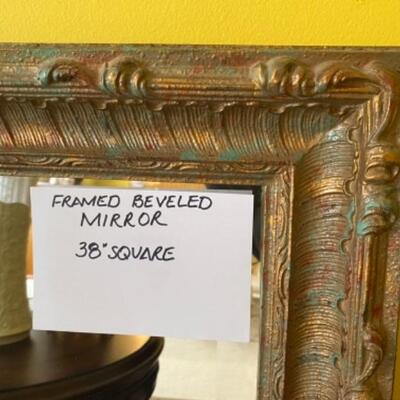 FRAMED BEVELED
MIRROR
38" SQUARE